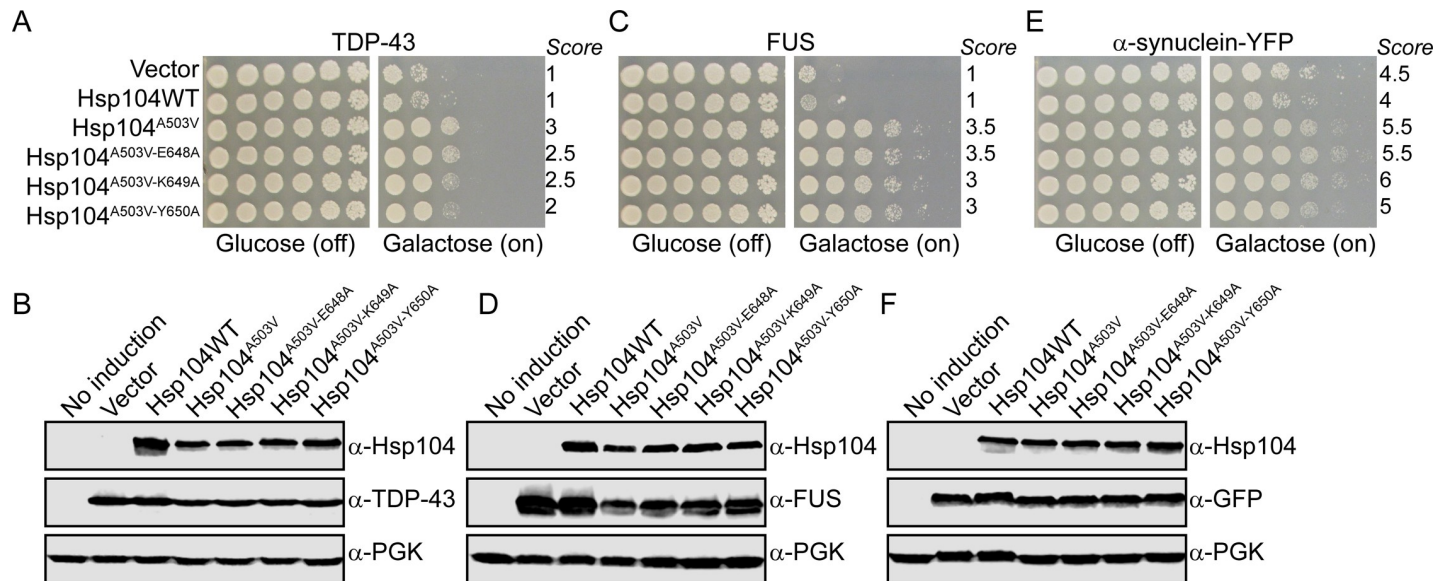 A
TDP-43
Score
Vector
Hsp104WT
Hsp104A503V
Hsp104A503V-E648A
Hsp104A503V-K649A
Hsp104A503V-Y650A
1
1
3
2.5
2.5
2
Glucose (off)
Galactose (on)
C
FUS
Score
1
1
3.5
3.5
3
3
Glucose (off)
Galactose (on)
E
α-synuclein-YFP
Score
4.5
4
5.5
5.5
6
5
Glucose (off)
Galactose (on)
B
No induction
Vector
Hsp104WT
Hsp104A503V
Hsp104A503V-E648A
Hsp104A503V-K649A
Hsp104A503V-Y650A
α-Hsp104
α-TDP-43
α-PGK
D
No induction
Vector
Hsp104WT
Hsp104A503V
Hsp104A503V-E648A
Hsp104A503V-K649A
Hsp104A503V-Y650A
α-Hsp104
α-FUS
α-PGK
F
No induction
Vector
Hsp104WT
Hsp104A503V
Hsp104A503V-E648A
Hsp104A503V-K649A
Hsp104A503V-Y650A
α-Hsp104
α-GFP
α-PGK